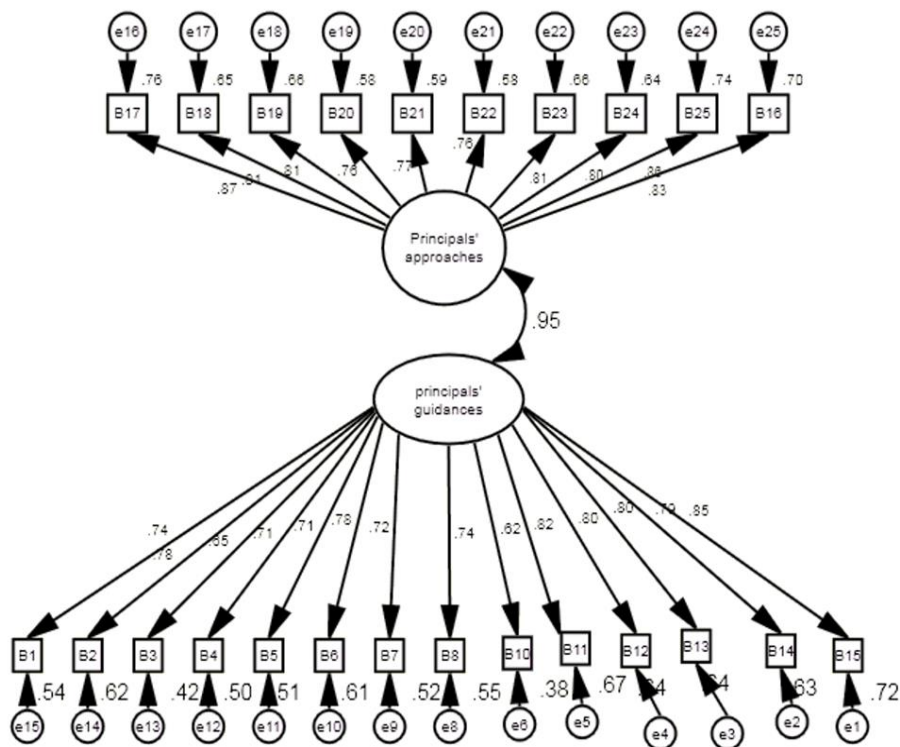 e16 e17 e18 e19 e20 e21 e22 e23 e24 e25
.76 .65 .66 .58 .59 .58 .66 .64 .74 .70
B17 B18 B19 B20 B21 B22 B23 B24 B25 B16
.87 .81 .76 .77 .76 .81 .80 .83
Principals'
approaches
.95
principals'
guidances
.74 .78 .65 .71 .71 .78 .72 .74 .62 .82 .80 .80 .79 .85
B1 B2 B3 B4 B5 B6 B7 B8 B10 B11 B12 B13 B14 B15
.54 .62 .42 .50 .51 .61 .52 .55 .38 .67 .63 .72
e15 e14 e13 e12 e11 e10 e9 e8 e6 e5 e4 e3 e2 e1